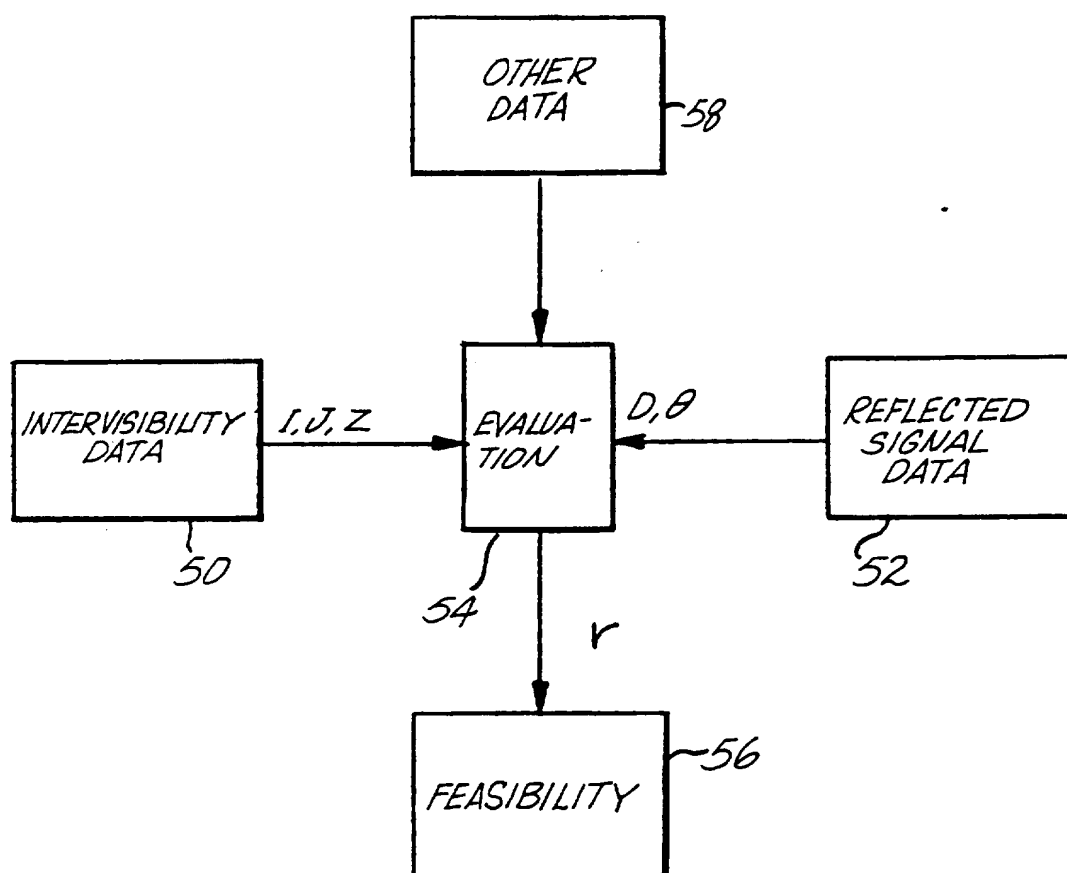 OTHER
DATA
58
INTERVISIBILITY
DATA
50
I, J, Z
EVALUA-
TION
54
D, θ
REFLECTED
SIGNAL
DATA
52
r
FEASIBILITY
56